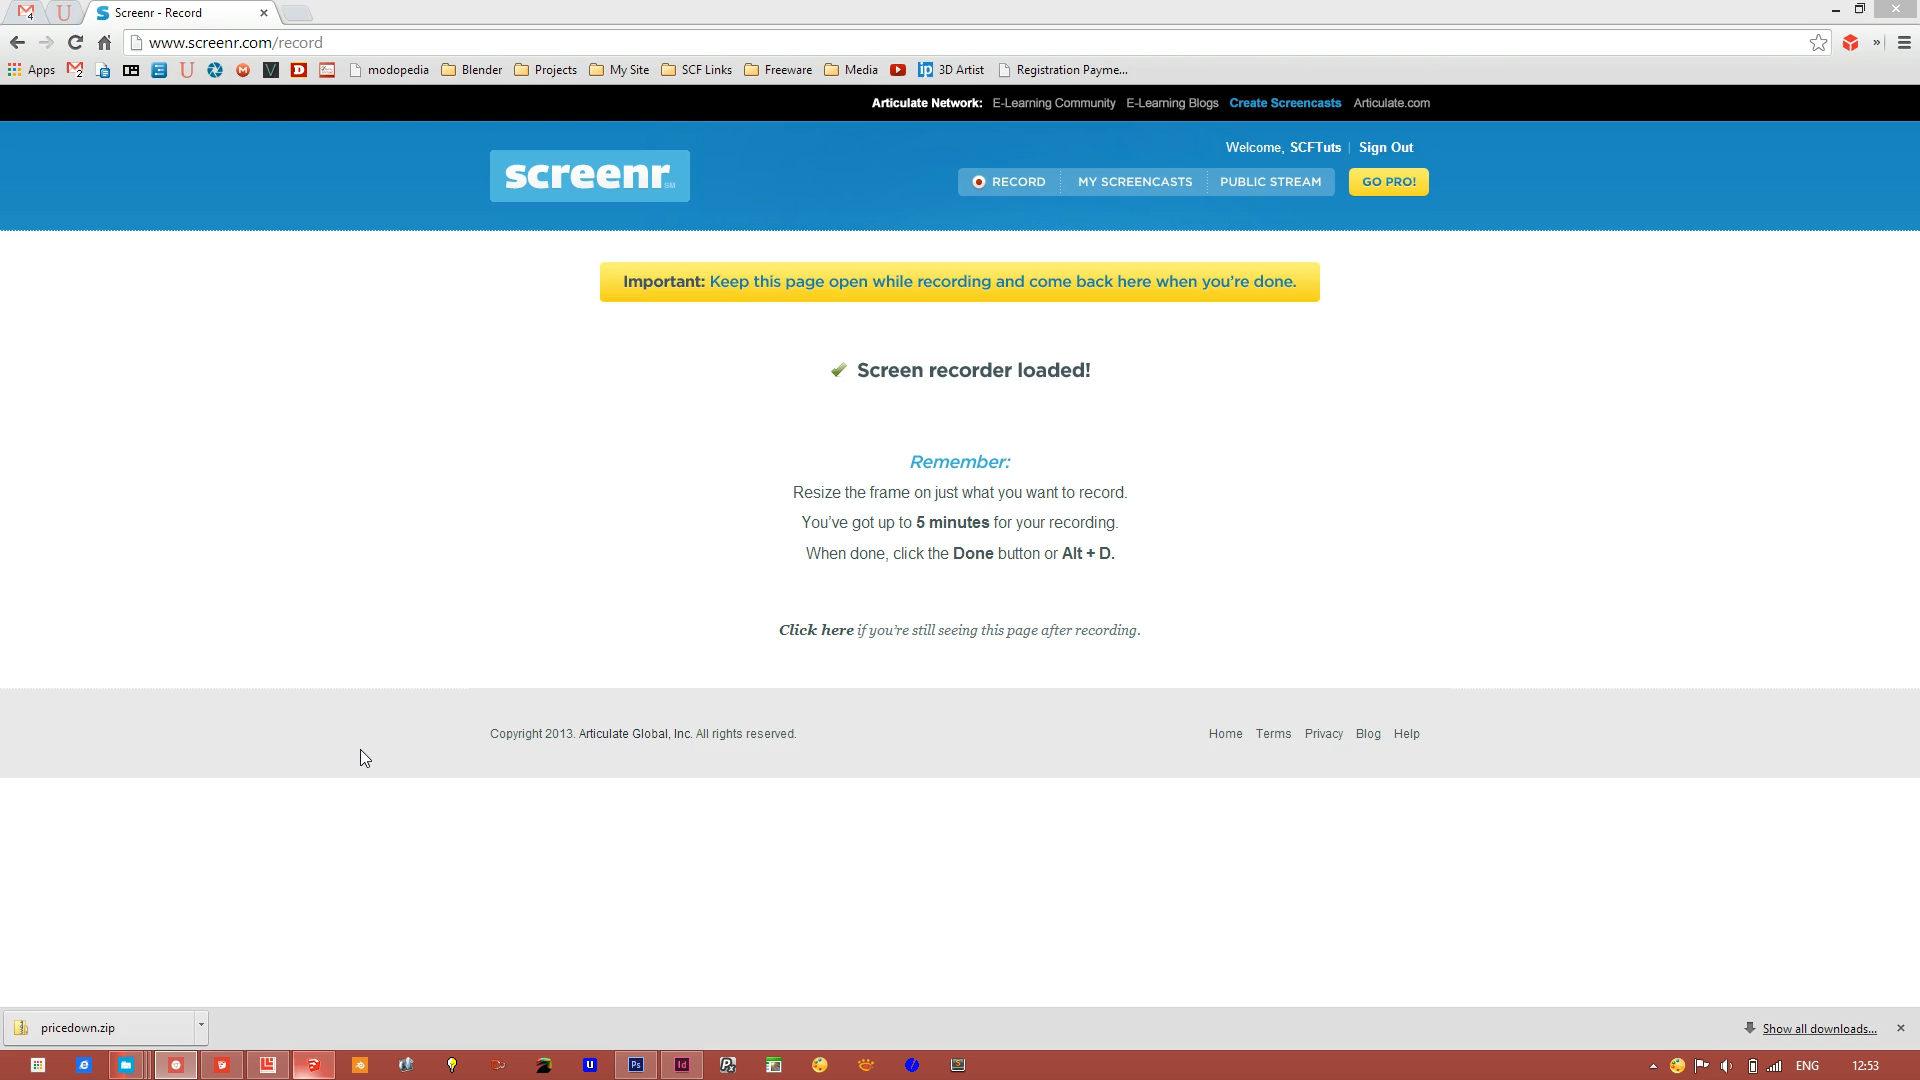 Screenr - Record
www.screenr.com/record
Apps modopedia Blender Projects My Site SCF Links Freeware Media 3D Artist Registration Payme...
Articulate Network: E-Learning Community E-Learning Blogs Create Screencasts Articulate.com
Welcome, SCFTuts | Sign Out
screenr
RECORD MY SCREENCASTS PUBLIC STREAM GO PRO!
Important: Keep this page open while recording and come back here when you're done.
Screen recorder loaded!
Remember:
Resize the frame on just what you want to record.
You've got up to 5 minutes for your recording.
When done, click the Done button or Alt + D.
Click here if you're still seeing this page after recording.
Copyright 2013. Articulate Global, Inc. All rights reserved. Home Terms Privacy Blog Help
pricedown.zip Show all downloads...
ENG 12:53